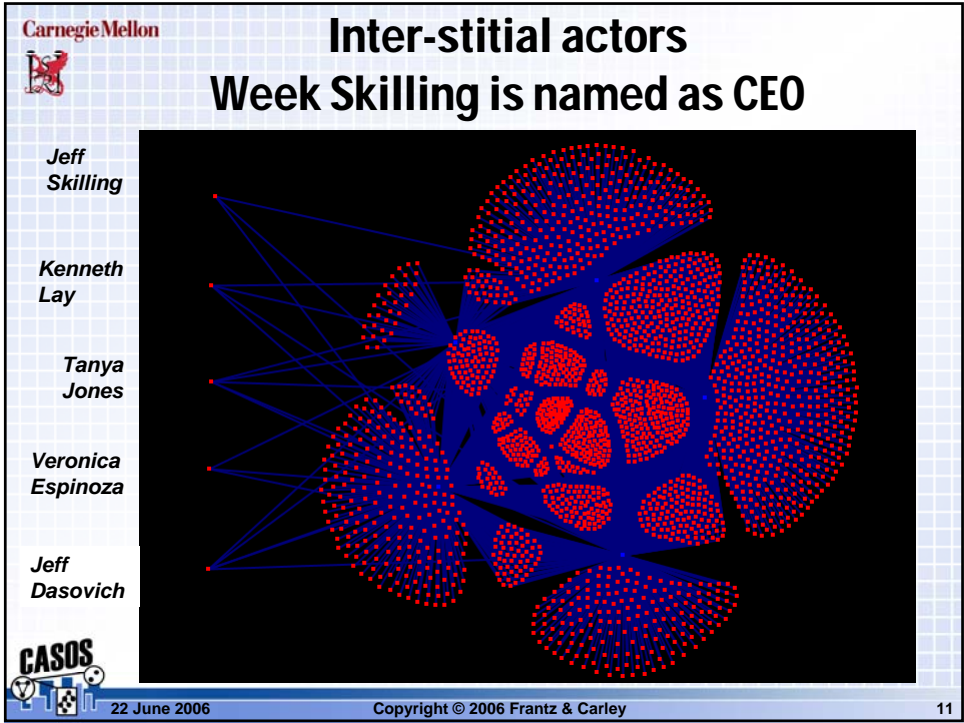 Carnegie Mellon
Inter-stitial actors
Week Skilling is named as CEO
Jeff
Skilling
Kenneth
Lay
Tanya
Jones
Veronica
Espinoza
Jeff
Dasovich
CASOS
22 June 2006
Copyright © 2006 Frantz & Carley
11